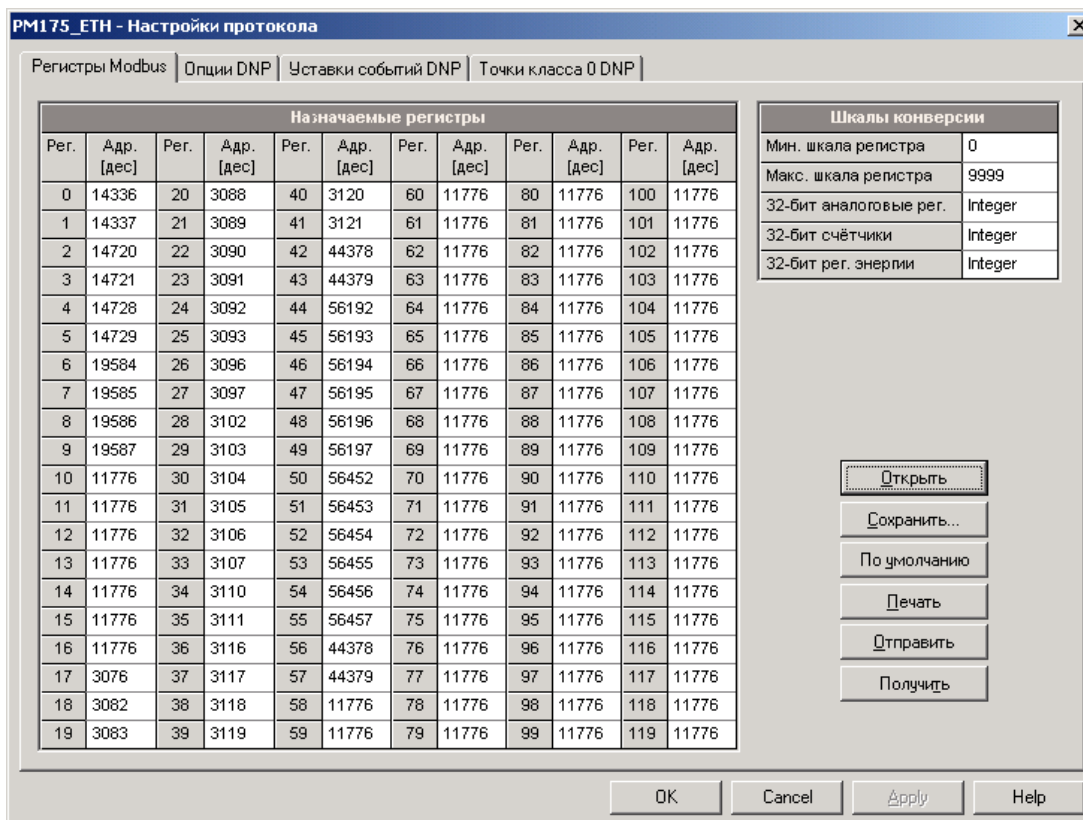 PM175_ETH - Настройки протокола
Регистры Modbus Опции DNP Уставки событий DNP Точки класса 0 DNP
Назначаемые регистры
Рег. Адр. [дес] Рег. Адр. [дес] Рег. Адр. [дес] Рег. Адр. [дес] Рег. Адр. [дес] Рег. Адр. [дес]
0 14336 20 3088 40 3120 60 11776 80 11776 100 11776
1 14337 21 3089 41 3121 61 11776 81 11776 101 11776
2 14720 22 3090 42 44378 62 11776 82 11776 102 11776
3 14721 23 3091 43 44379 63 11776 83 11776 103 11776
4 14728 24 3092 44 56192 64 11776 84 11776 104 11776
5 14729 25 3093 45 56193 65 11776 85 11776 105 11776
6 19584 26 3096 46 56194 66 11776 86 11776 106 11776
7 19585 27 3097 47 56195 67 11776 87 11776 107 11776
8 19586 28 3102 48 56196 68 11776 88 11776 108 11776
9 19587 29 3103 49 56197 69 11776 89 11776 109 11776
10 11776 30 3104 50 56452 70 11776 90 11776 110 11776
11 11776 31 3105 51 56453 71 11776 91 11776 111 11776
12 11776 32 3106 52 56454 72 11776 92 11776 112 11776
13 11776 33 3107 53 56455 73 11776 93 11776 113 11776
14 11776 34 3110 54 56456 74 11776 94 11776 114 11776
15 11776 35 3111 55 56457 75 11776 95 11776 115 11776
16 11776 36 3116 56 44378 76 11776 96 11776 116 11776
17 3076 37 3117 57 44379 77 11776 97 11776 117 11776
18 3082 38 3118 58 11776 78 11776 98 11776 118 11776
19 3083 39 3119 59 11776 79 11776 99 11776 119 11776
Шкалы конверсии
Мин. шкала регистра 0
Макс. шкала регистра 9999
32-бит аналоговые рег. Integer
32-бит счётчики Integer
32-бит рег. энергии Integer
Открыть
Сохранить...
По умолчанию
Печать
Отправить
Получить
OK Cancel Apply Help